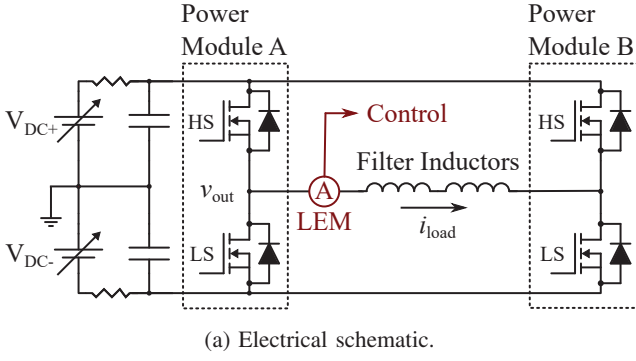 Power
Module A
Power
Module B
V_DC+
HS
Control
HS
Filter Inductors
v_out
A
LEM
i_load
V_DC-
LS
LS
(a) Electrical schematic.